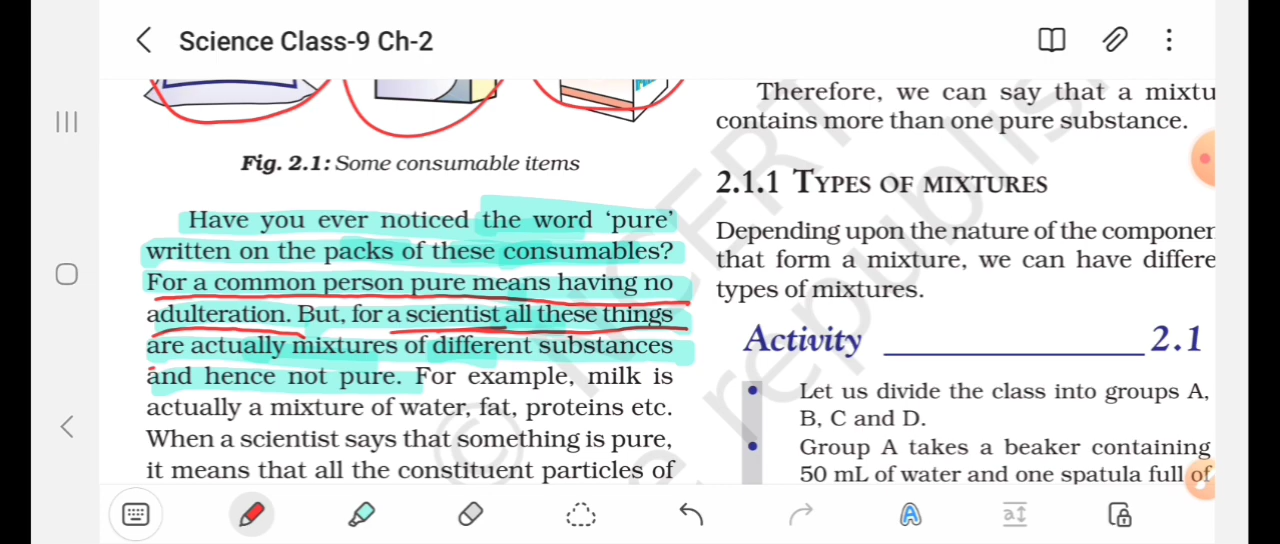 Science Class-9 Ch-2
Fig. 2.1: Some consumable items
Have you ever noticed the word ‘pure’
written on the packs of these consumables?
For a common person pure means having no
adulteration. But, for a scientist all these things
are actually mixtures of different substances
and hence not pure. For example, milk is
actually a mixture of water, fat, proteins etc.
When a scientist says that something is pure,
it means that all the constituent particles of
Therefore, we can say that a mixtu
contains more than one pure substance.
2.1.1 TYPES OF MIXTURES
Depending upon the nature of the componen
that form a mixture, we can have differe
types of mixtures.
Activity 2.1
• Let us divide the class into groups A,
B, C and D.
• Group A takes a beaker containing
50 mL of water and one spatula full of
© NCERT
republis